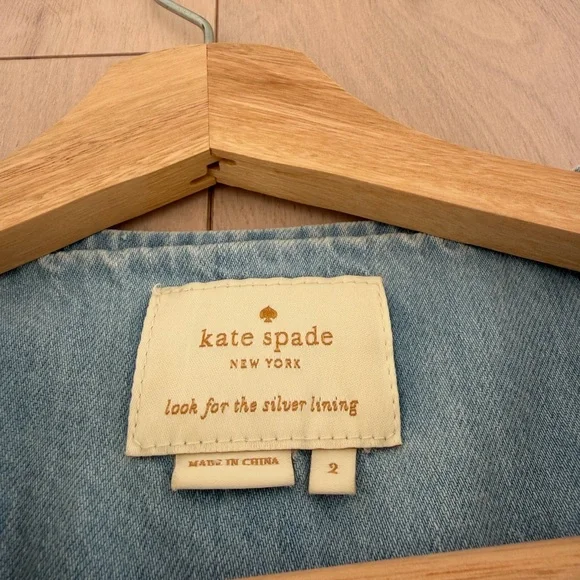 kate spade
NEW YORK
look for the silver lining
MADE IN CHINA
2